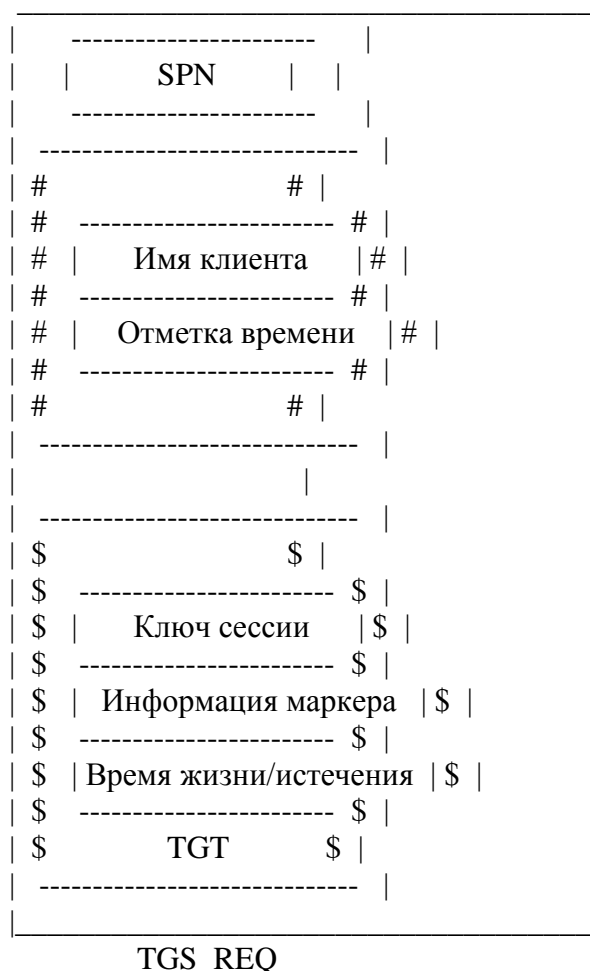 SPN
Имя клиента
Отметка времени
Ключ сессии
Информация маркера
Время жизни/истечения
TGT
TGS_REQ